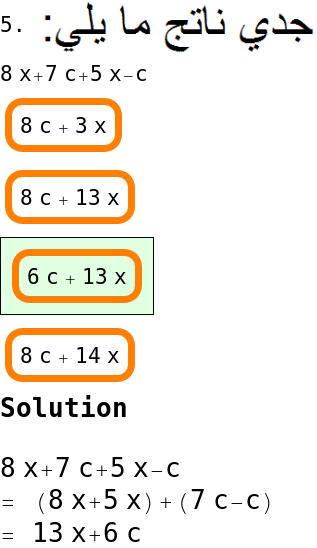 5. جدي ناتج ما يلي:
8 x+7 c+5 x−c
8 c + 3 x
8 c + 13 x
6 c + 13 x
8 c + 14 x
Solution
8 x+7 c+5 x−c
= (8 x+5 x)+(7 c−c)
= 13 x+6 c